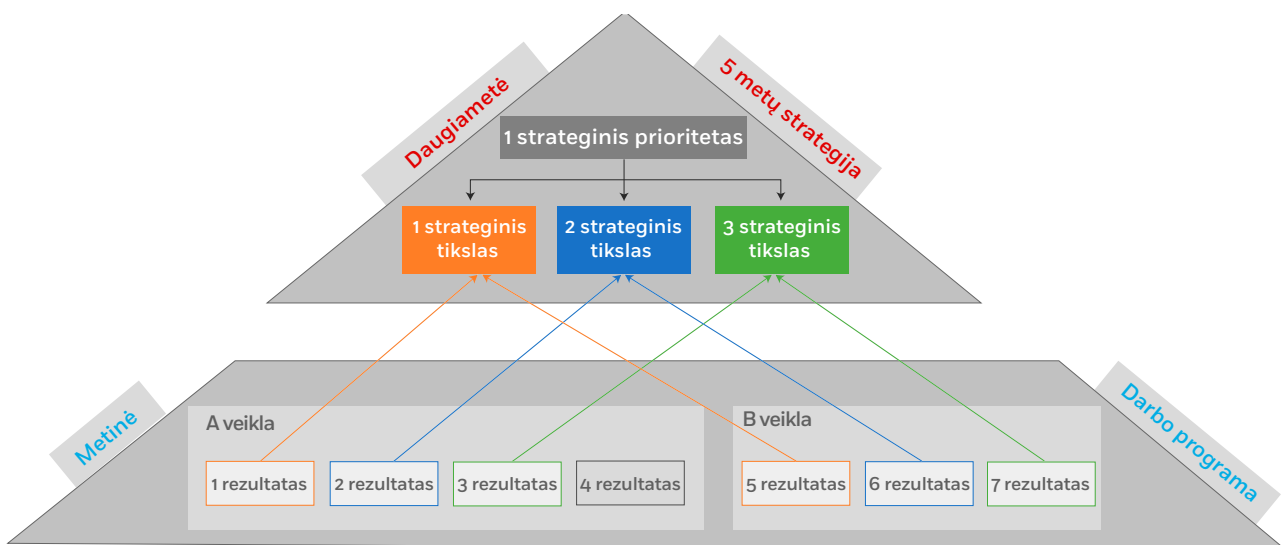 Daugiametė
5 metų strategija
1 strateginis prioritetas
1 strateginis
tikslas
2 strateginis
tikslas
3 strateginis
tikslas
Metinė
Darbo programa
A veikla
1 rezultatas
2 rezultatas
3 rezultatas
4 rezultatas
B veikla
5 rezultatas
6 rezultatas
7 rezultatas